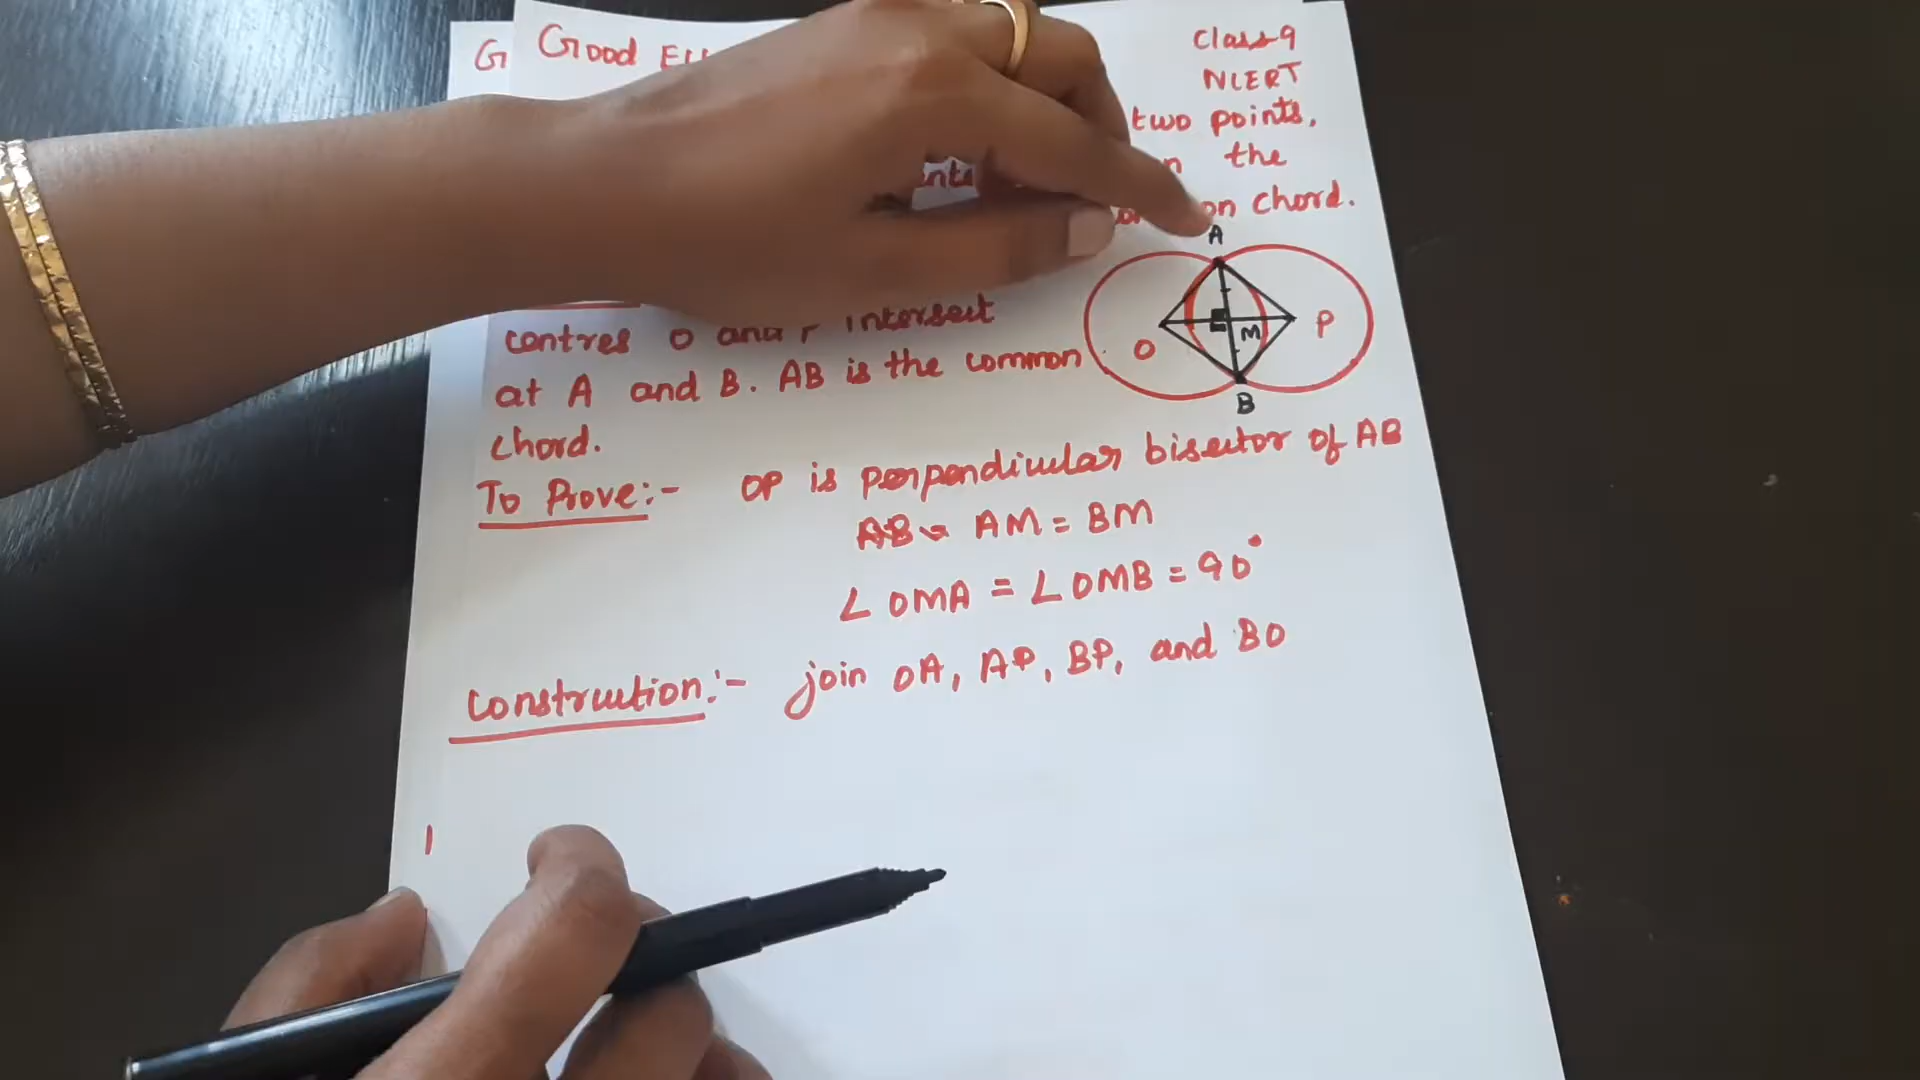 G Good
Class-9
NCERT
two points,
the
on chord.
centres O and P intersect
at A and B. AB is the common
chord.
A
O
M
P
B
To Prove:- OP is perpendicular bisector of AB
AM = BM
∠OMA = ∠OMB = 90°
Construction:- join OA, AP, BP, and BO